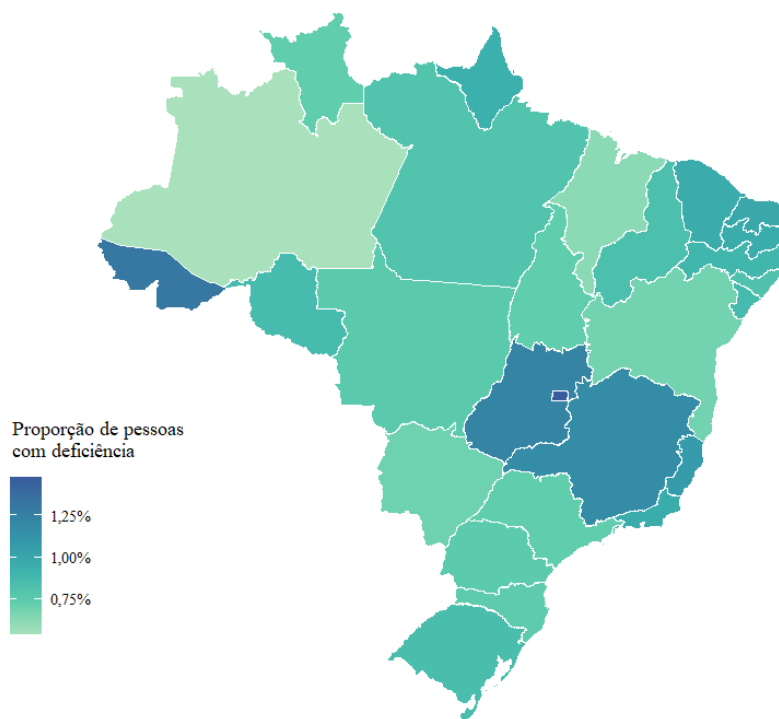 Proporção de pessoas
com deficiência
1,25%
1,00%
0,75%